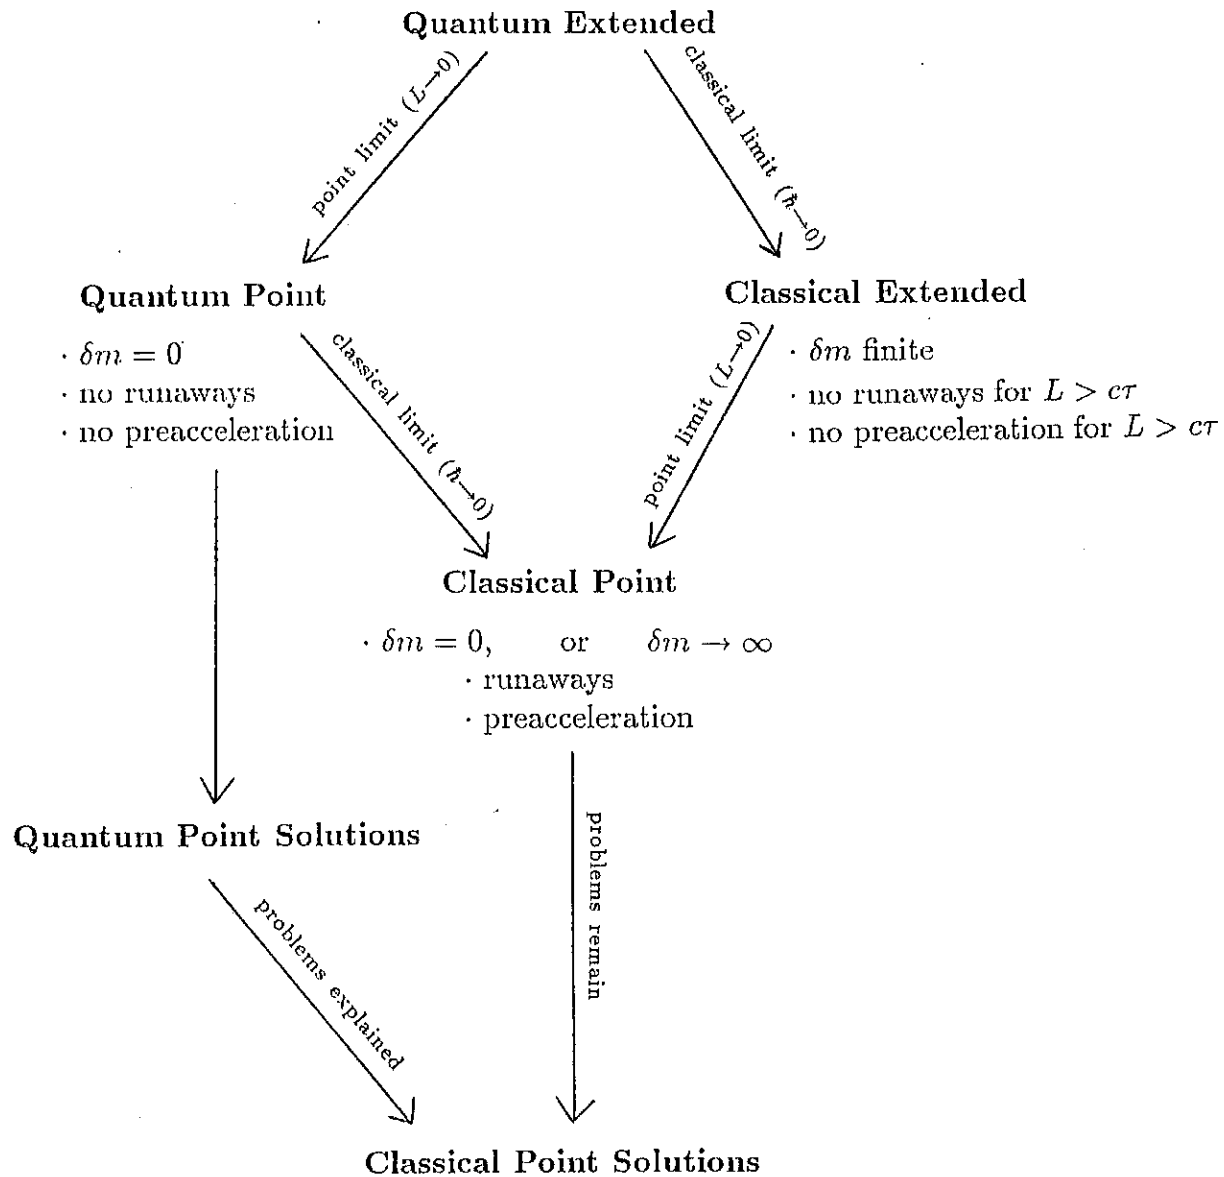 Quantum Extended
point limit (L→0)
classical limit (ℏ→0)
Quantum Point
· δm = 0
· no runaways
· no preacceleration
Classical Extended
· δm finite
· no runaways for L > cτ
· no preacceleration for L > cτ
classical limit (ℏ→0)
point limit (L→0)
Classical Point
· δm = 0, or δm → ∞
· runaways
· preacceleration
Quantum Point Solutions
problems explained
problems remain
Classical Point Solutions